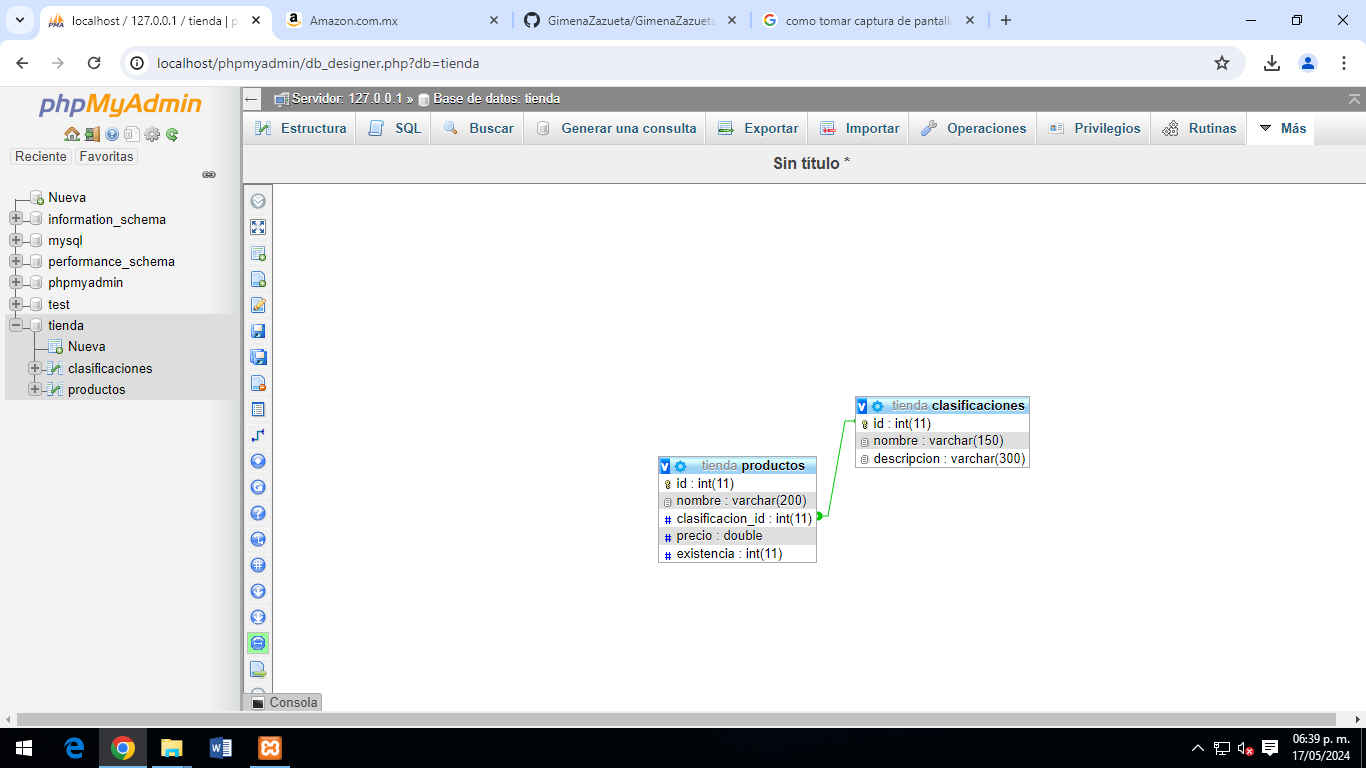 localhost / 127.0.0.1 / tienda | p
Amazon.com.mx
GimenaZazueta/GimenaZazueta
como tomar captura de pantall
localhost/phpmyadmin/db_designer.php?db=tienda
phpMyAdmin
Reciente
Favoritas
Nueva
information_schema
mysql
performance_schema
phpmyadmin
test
tienda
Nueva
clasificaciones
productos
Servidor: 127.0.0.1 » Base de datos: tienda
Estructura
SQL
Buscar
Generar una consulta
Exportar
Importar
Operaciones
Privilegios
Rutinas
Más
Sin título *
tienda clasificaciones
id : int(11)
nombre : varchar(150)
descripcion : varchar(300)
tienda productos
id : int(11)
nombre : varchar(200)
clasificacion_id : int(11)
precio : double
existencia : int(11)
Consola
06:39 p. m.
17/05/2024